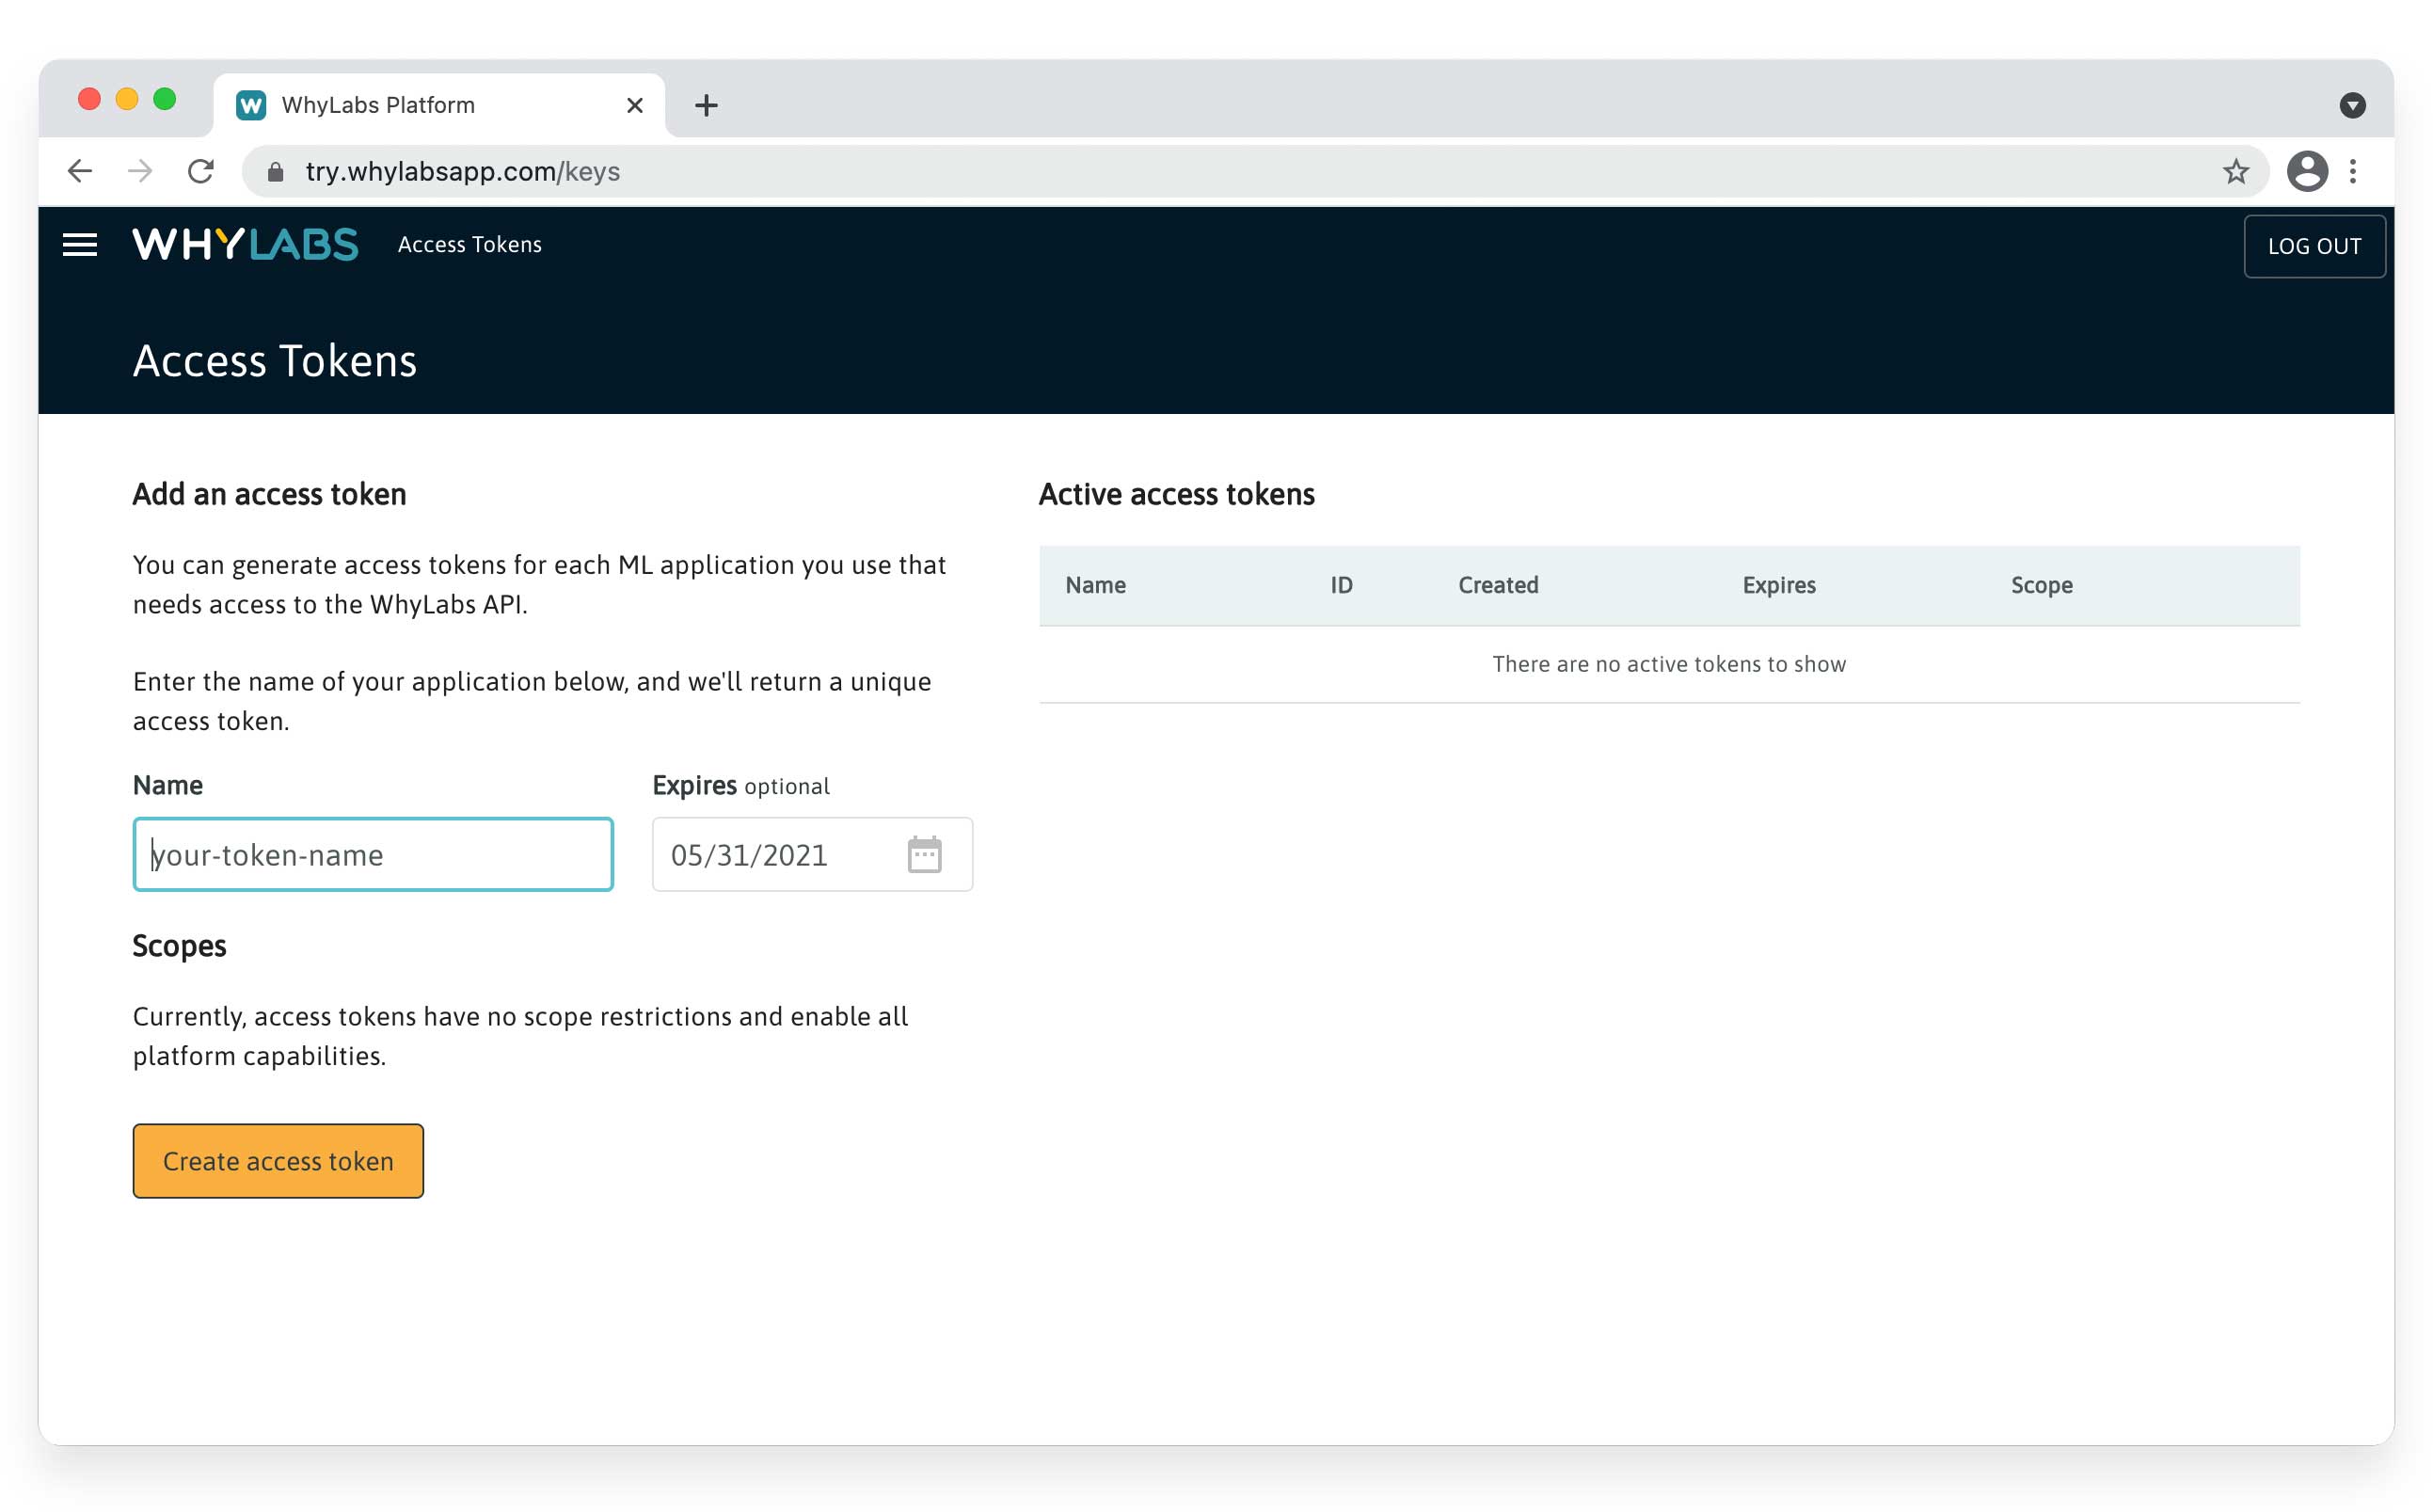 WhyLabs Platform
try.whylabsapp.com/keys
WHYLABS
Access Tokens
LOG OUT
Access Tokens
Add an access token
You can generate access tokens for each ML application you use that
needs access to the WhyLabs API.
Enter the name of your application below, and we'll return a unique
access token.
Name
Expires optional
your-token-name
05/31/2021
Scopes
Currently, access tokens have no scope restrictions and enable all
platform capabilities.
Create access token
Active access tokens
Name ID Created Expires Scope
There are no active tokens to show